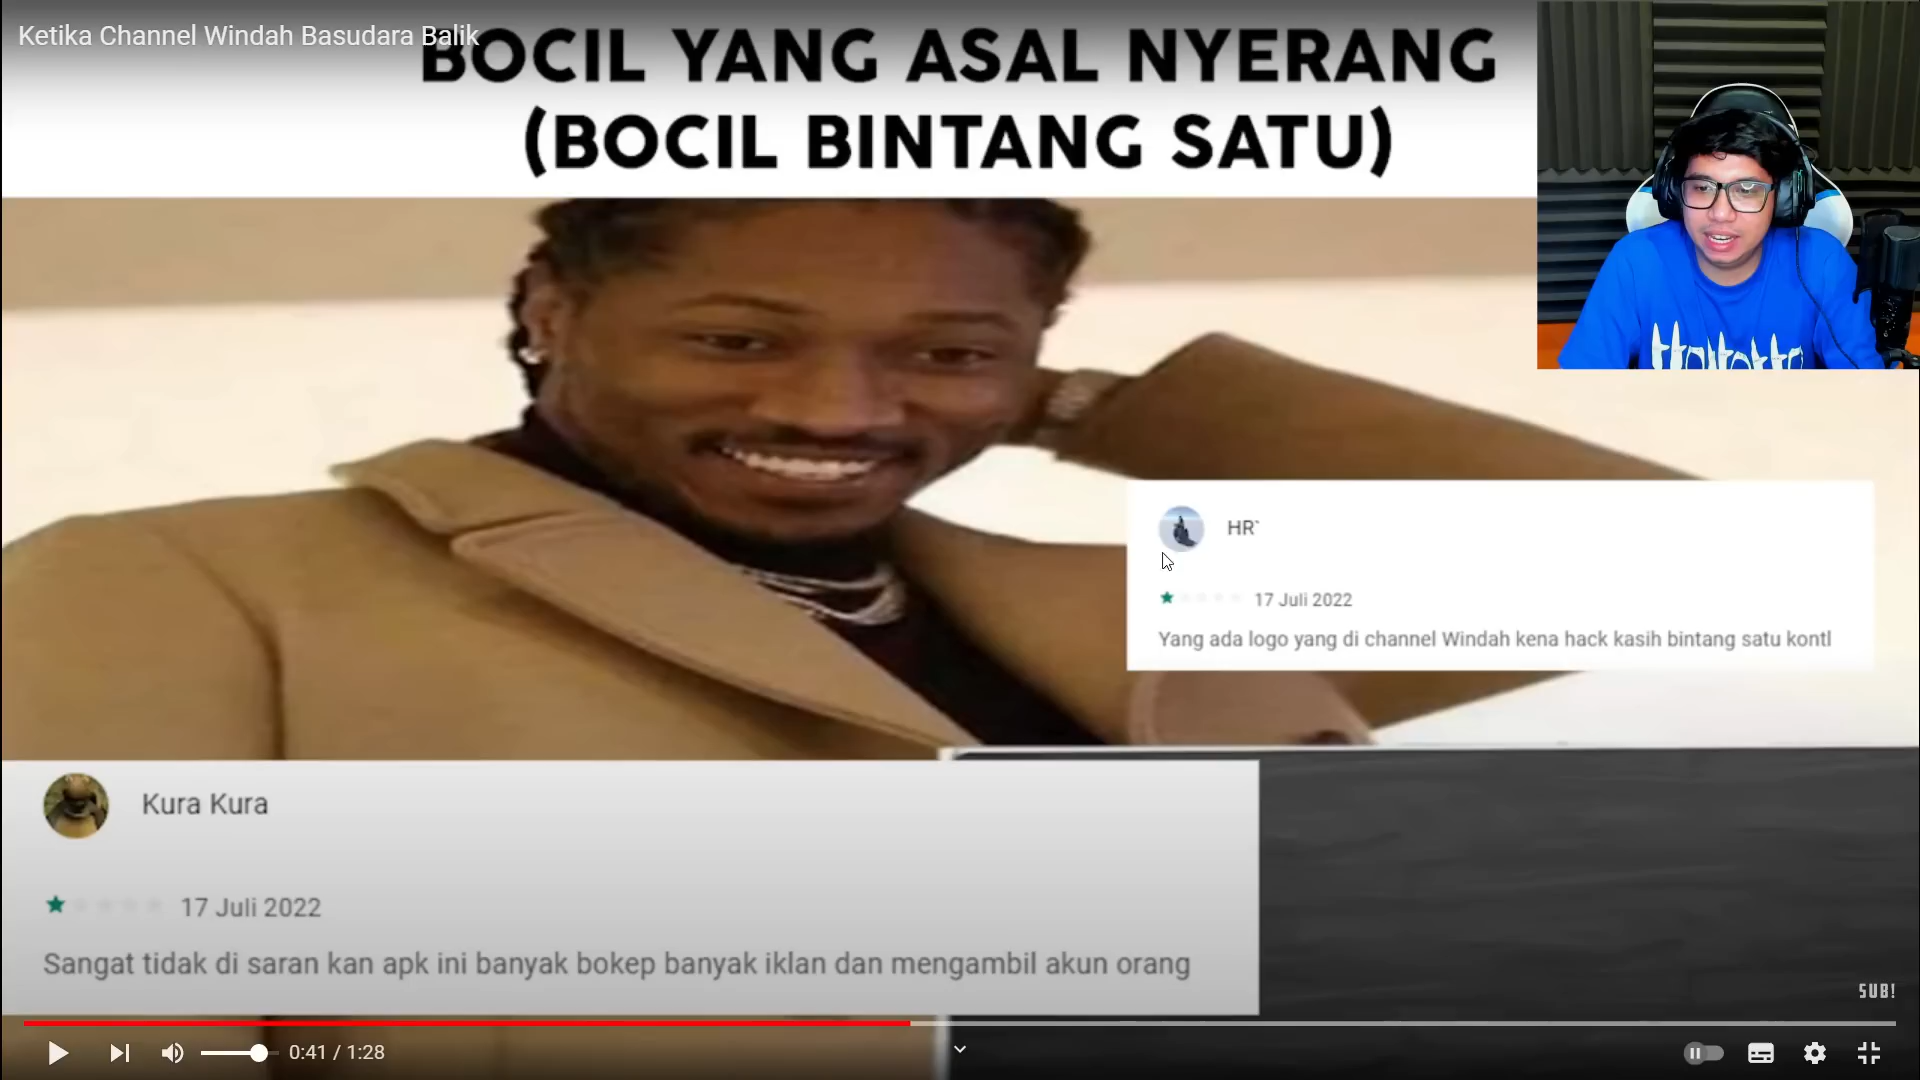 Ketika Channel Windah Basudara Balik
BOCIL YANG ASAL NYERANG
(BOCIL BINTANG SATU)
HR`
17 Juli 2022
Yang ada logo yang di channel Windah kena hack kasih bintang satu kontl
Kura Kura
17 Juli 2022
Sangat tidak di saran kan apk ini banyak bokep banyak iklan dan mengambil akun orang
SUB!
0:41 / 1:28